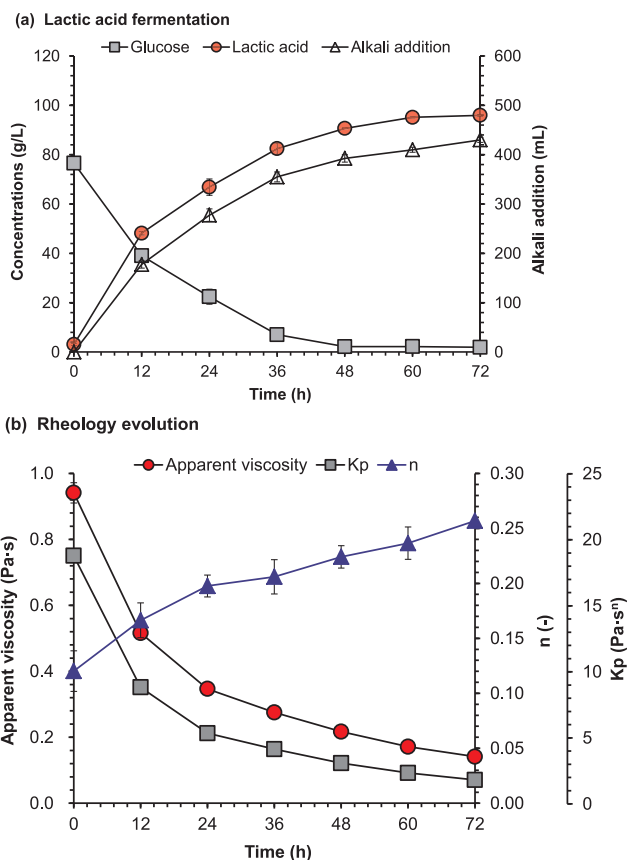 (a) Lactic acid fermentation
Glucose Lactic acid Alkali addition
120 600
100 500
80 400
60 300
40 200
20 100
0 0
Concentrations (g/L)
Alkali addition (mL)
0 12 24 36 48 60 72
Time (h)
(b) Rheology evolution
Apparent viscosity Kp n
1.0 0.30 25
0.8 0.25 20
0.6 0.20 15
0.4 0.15 10
0.2 0.10 5
0.0 0.05 0
0.00
Apparent viscosity (Pa·s)
n (-)
Kp (Pa·sⁿ)
0 12 24 36 48 60 72
Time (h)